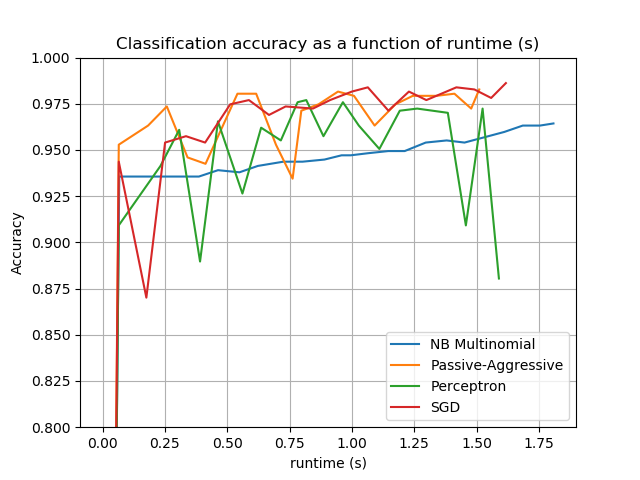 Classification accuracy as a function of runtime (s)
1.000
0.975
0.950
0.925
0.900
0.875
0.850
0.825
0.800
Accuracy
NB Multinomial
Passive-Aggressive
Perceptron
SGD
0.00 0.25 0.50 0.75 1.00 1.25 1.50 1.75
runtime (s)